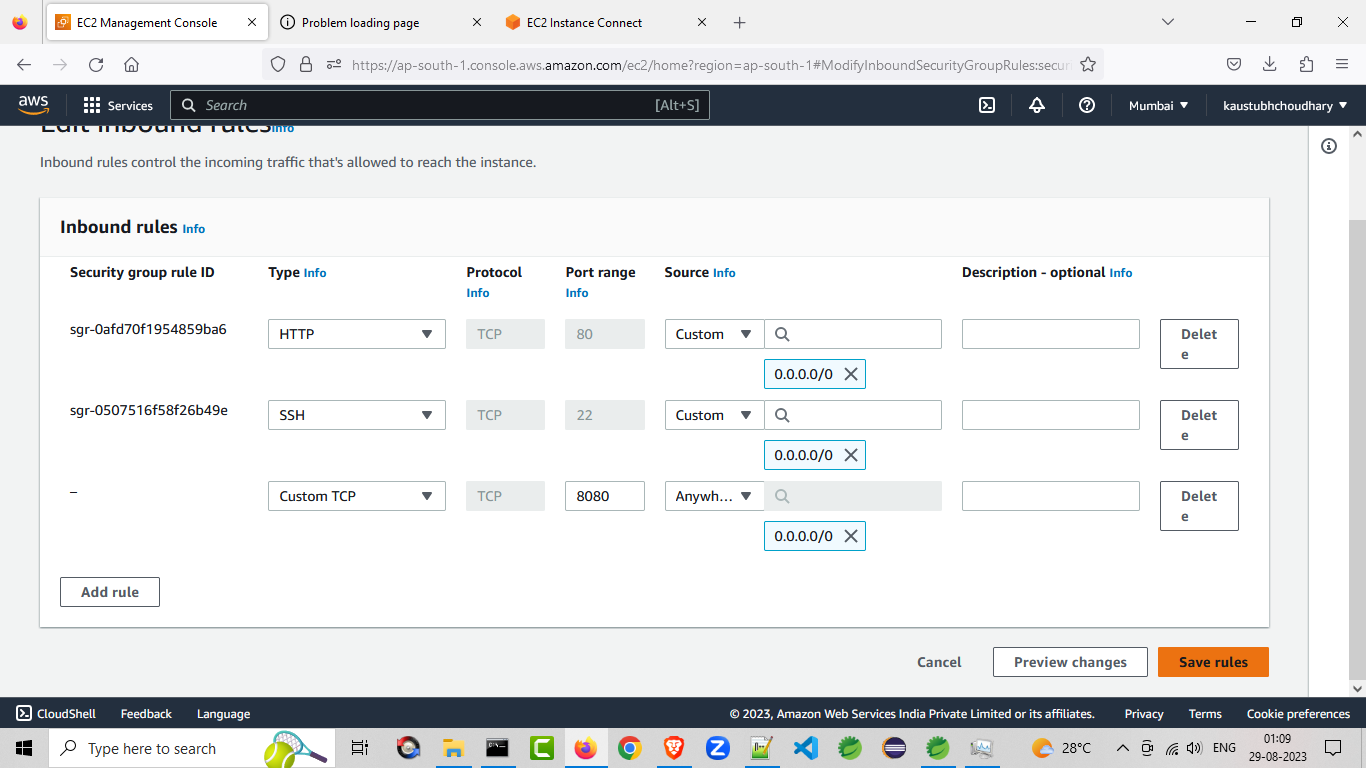 EC2 Management Console
Problem loading page
EC2 Instance Connect
https://ap-south-1.console.aws.amazon.com/ec2/home?region=ap-south-1#ModifyInboundSecurityGroupRules:secur
aws
Services
Search
[Alt+S]
Mumbai
kaustubhchoudhary
Edit inbound rules Info
Inbound rules control the incoming traffic that's allowed to reach the instance.
Inbound rules Info
Security group rule ID
Type Info
Protocol
Info
Port range
Info
Source Info
Description - optional Info
sgr-0afd70f1954859ba6
HTTP
TCP
80
Custom
Delet
e
0.0.0.0/0
sgr-0507516f58f26b49e
SSH
TCP
22
Custom
Delet
e
0.0.0.0/0
–
Custom TCP
TCP
8080
Anywh...
Delet
e
0.0.0.0/0
Add rule
Cancel
Preview changes
Save rules
CloudShell
Feedback
Language
© 2023, Amazon Web Services India Private Limited or its affiliates.
Privacy
Terms
Cookie preferences
Type here to search
28°C
ENG
01:09
29-08-2023